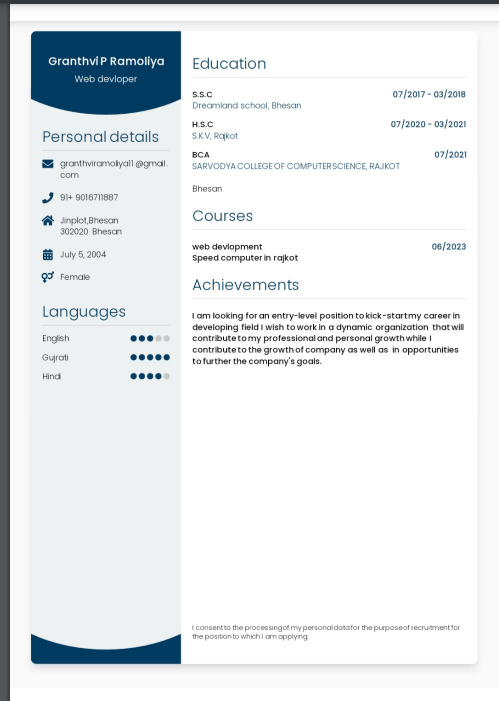 Granthvi P Ramoliya
Web devloper
Personal details
granthviramoliya11@gmail.
com
91+ 9016711887
Jinplot,Bhesan
302020 Bhesan
July 5, 2004
Female
Languages
English
Gujrati
Hindi
Education
S.S.C 07/2017 - 03/2018
Dreamland school, Bhesan
H.S.C 07/2020 - 03/2021
S.K.V, Rajkot
BCA 07/2021
SARVODYA COLLEGE OF COMPUTER SCIENCE, RAJKOT
Bhesan
Courses
web devlopment 06/2023
Speed computer in rajkot
Achievements
I am looking for an entry-level position to kick-start my career in
developing field I wish to work in a dynamic organization that will
contribute to my professional and personal growth while I
contribute to the growth of company as well as in opportunities
to further the company's goals.
I consent to the processing of my personal data for the purpose of recruitment for
the position to which I am applying